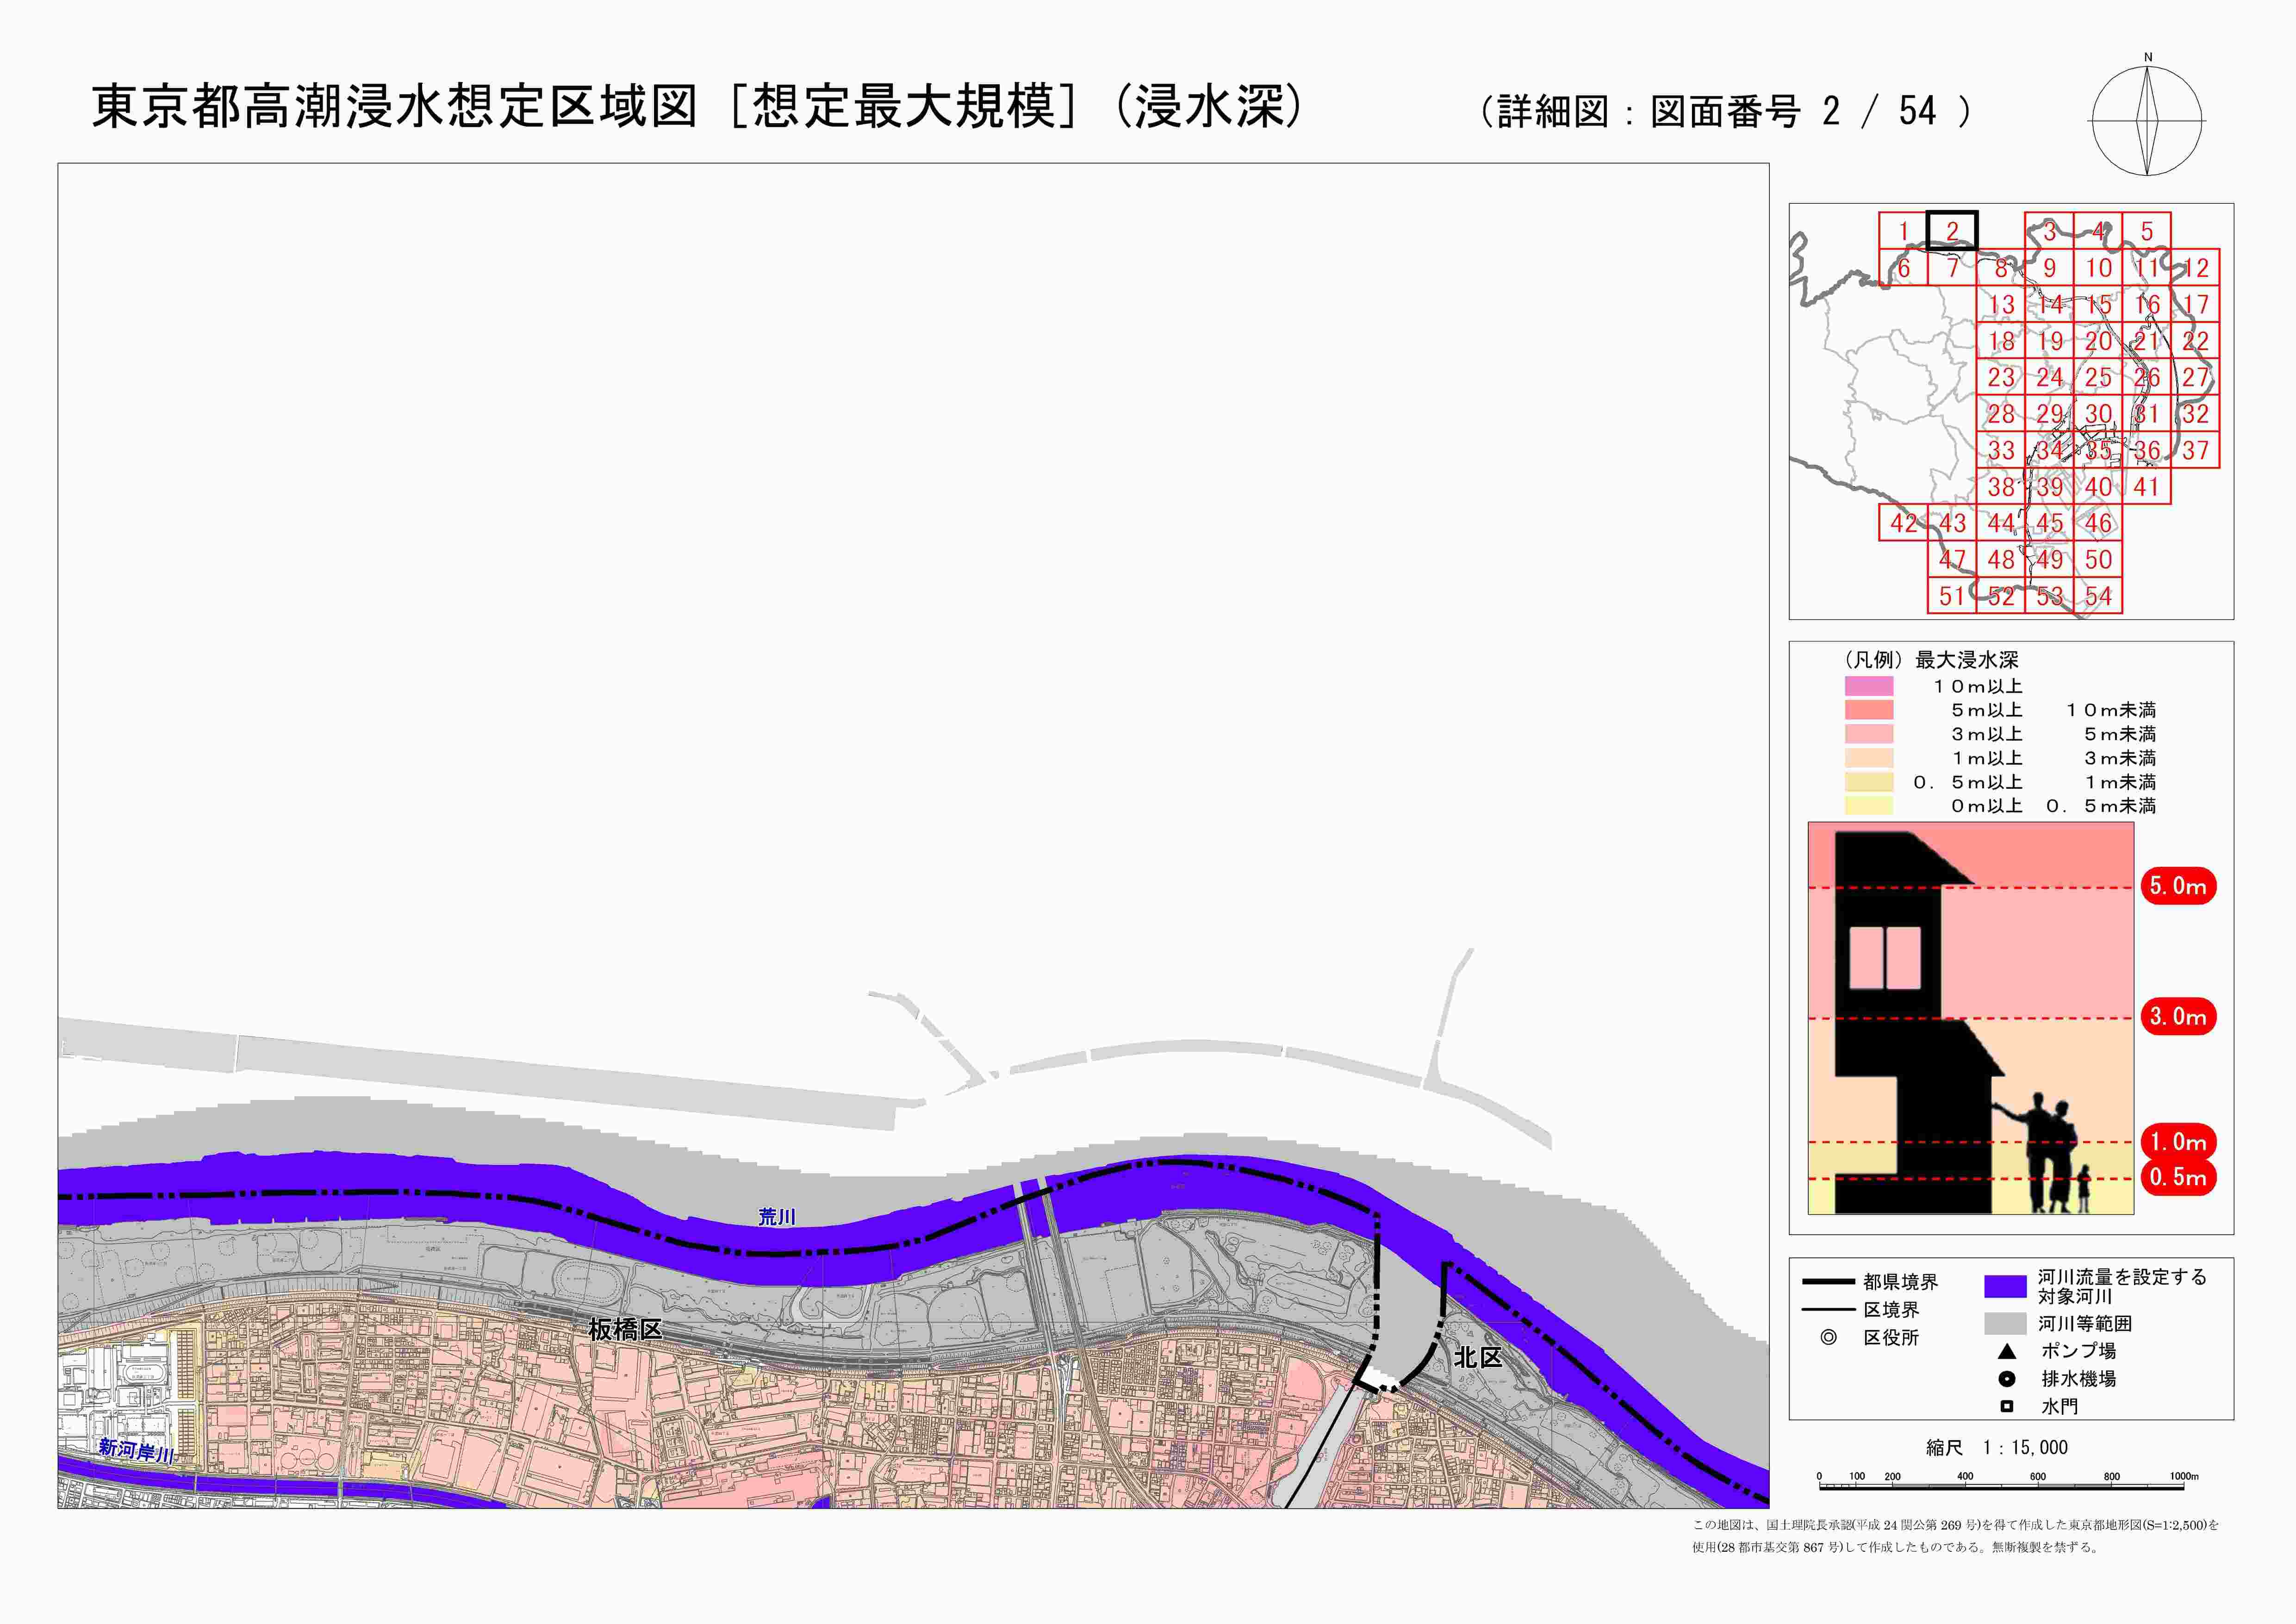 東京都高潮浸水想定区域図［想定最大規模］（浸水深）
（詳細図：図面番号 2 / 54 ）
N
1 2 3 4 5
6 7 8 9 10 11 12
13 14 15 16 17
18 19 20 21 22
23 24 25 26 27
28 29 30 31 32
33 34 35 36 37
38 39 40 41
42 43 44 45 46
47 48 49 50
51 52 53 54
（凡例）最大浸水深
１０ｍ以上
５ｍ以上 １０ｍ未満
３ｍ以上 ５ｍ未満
１ｍ以上 ３ｍ未満
０．５ｍ以上 １ｍ未満
０ｍ以上 ０．５ｍ未満
5.0m
3.0m
1.0m
0.5m
荒川
板橋区
北区
新河岸川
都県境界
区境界
区役所
河川流量を設定する
対象河川
河川等範囲
ポンプ場
排水機場
水門
縮尺 1：15,000
0 100 200 400 600 800 1000m
この地図は、国土地理院長承認(平成 24 関公第 269 号)を得て作成した東京都地形図(S=1:2,500)を
使用(28 都市基交第 867 号)して作成したものである。無断複製を禁ずる。